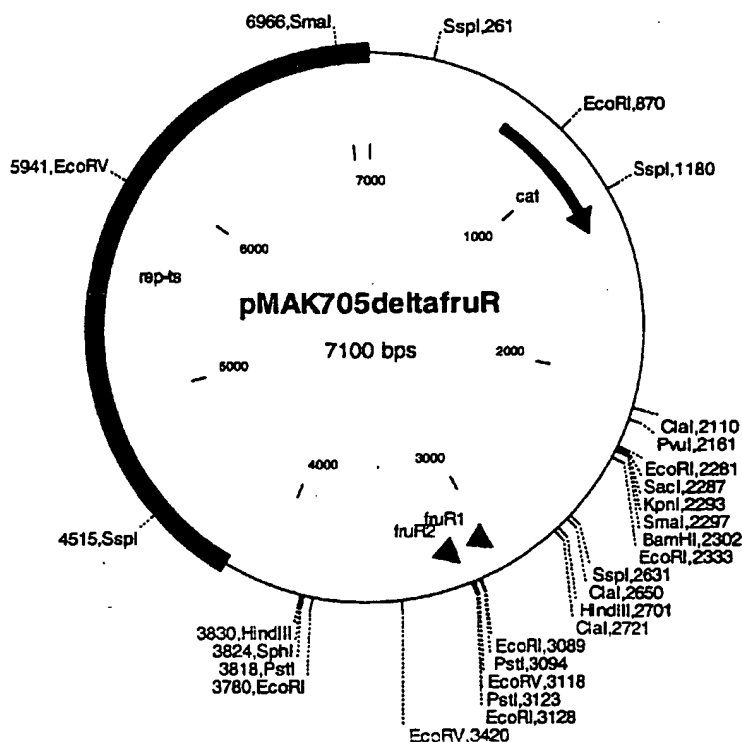 6966,SmaI
SspI,261
EcoRI,870
5941,EcoRV
SspI,1180
7000
cat
1000
6000
rep-ts
pMAK705deltafruR
7100 bps
2000
5000
ClaI,2110
PvuI,2161
4000
3000
EcoRI,2281
SacI,2287
KpnI,2293
fruR1
fruR2
SmaI,2297
4515,SspI
BamHI,2302
EcoRI,2333
SspI,2631
ClaI,2650
HindIII,2701
ClaI,2721
3830,HindIII
3824,SphI
3818,PstI
3780,EcoRI
EcoRI,3089
PstI,3094
EcoRV,3118
PstI,3123
EcoRI,3128
EcoRV,3420